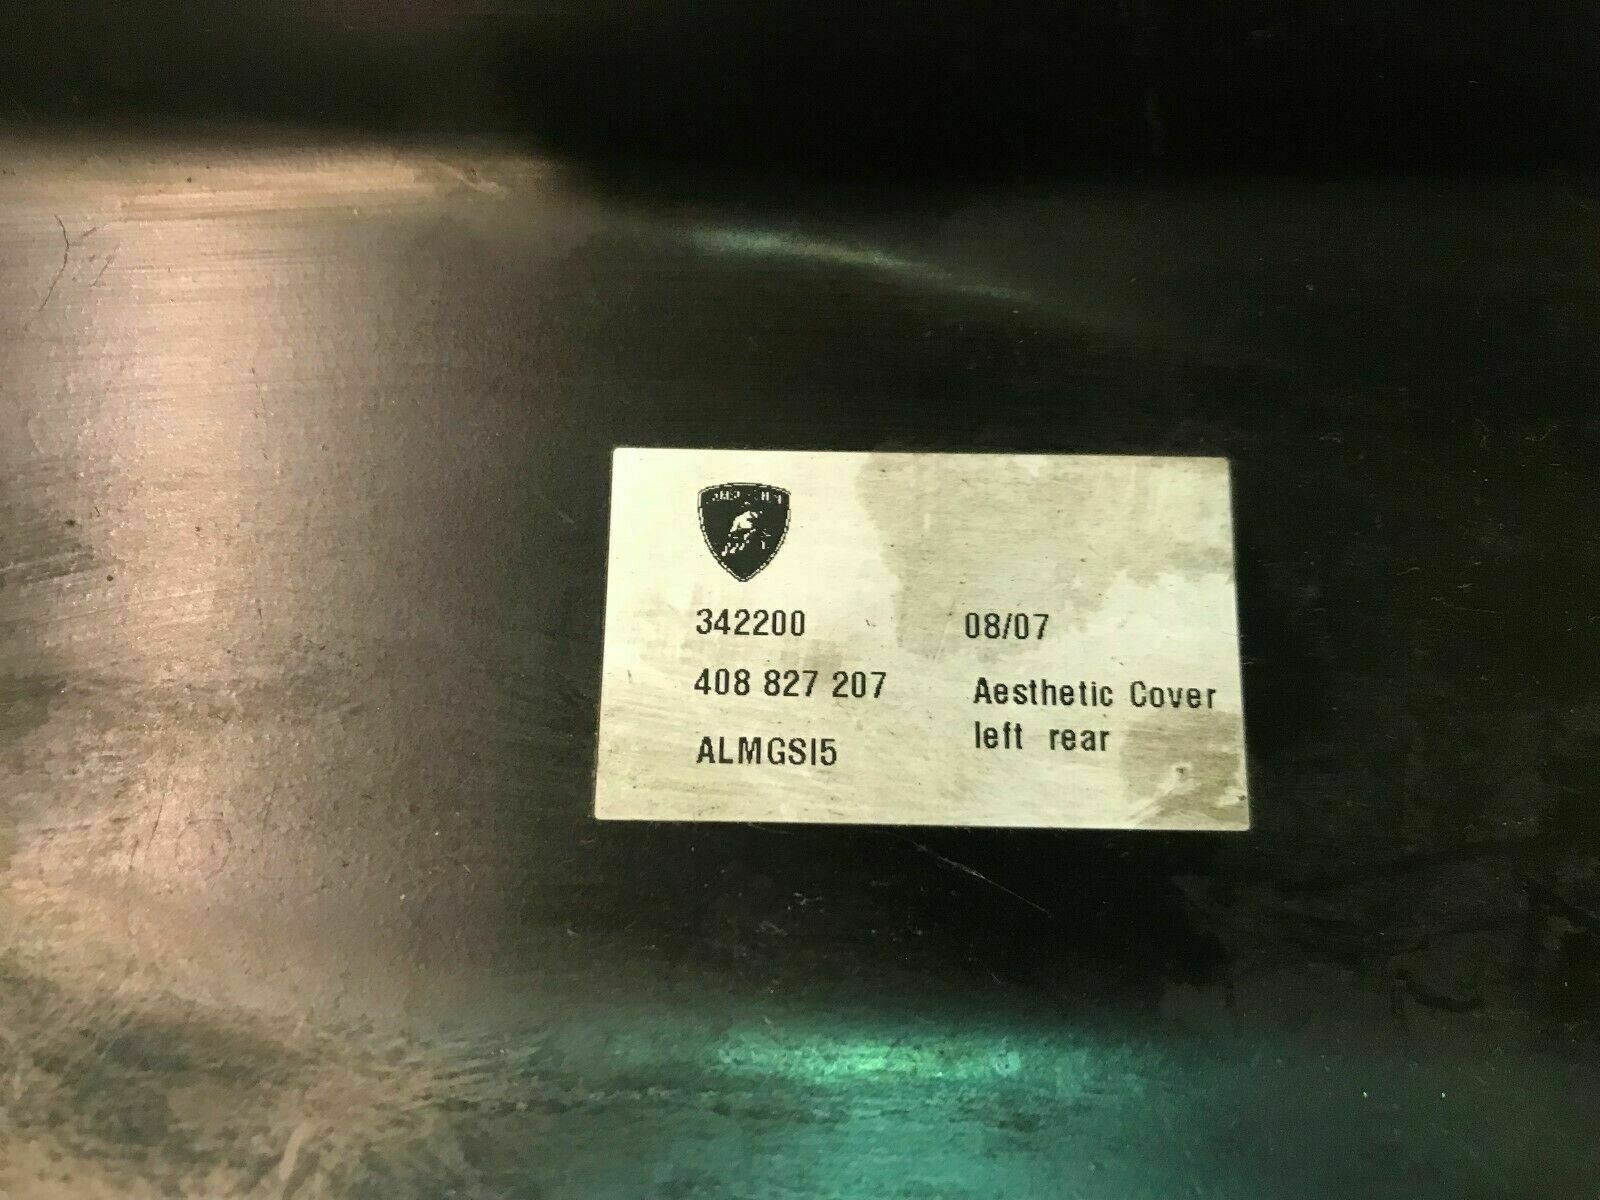 342200 08/07
408 827 207 Aesthetic Cover
left rear
ALMGSI5